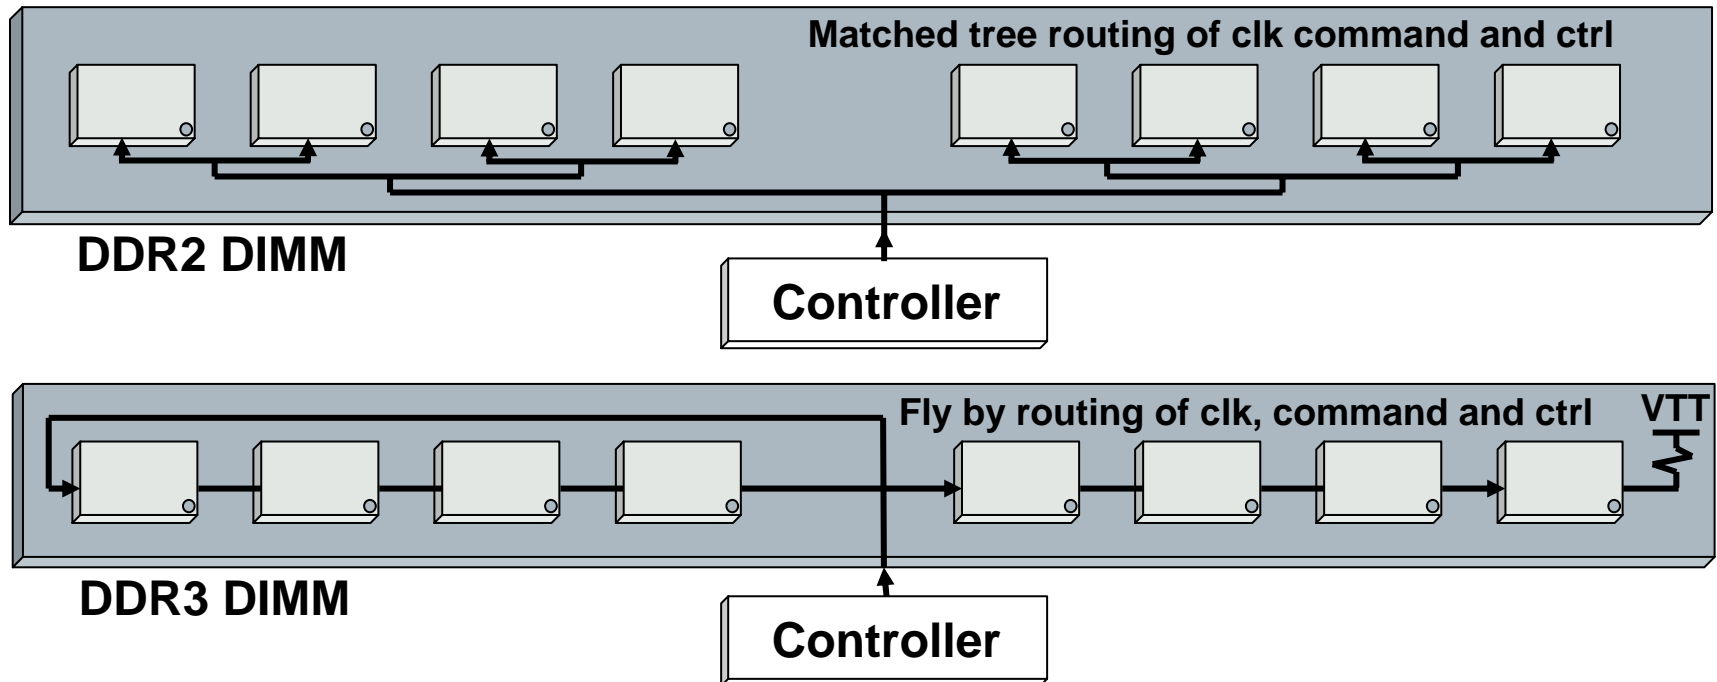 Matched tree routing of clk command and ctrl
DDR2 DIMM
Controller
Fly by routing of clk, command and ctrl
VTT
DDR3 DIMM
Controller